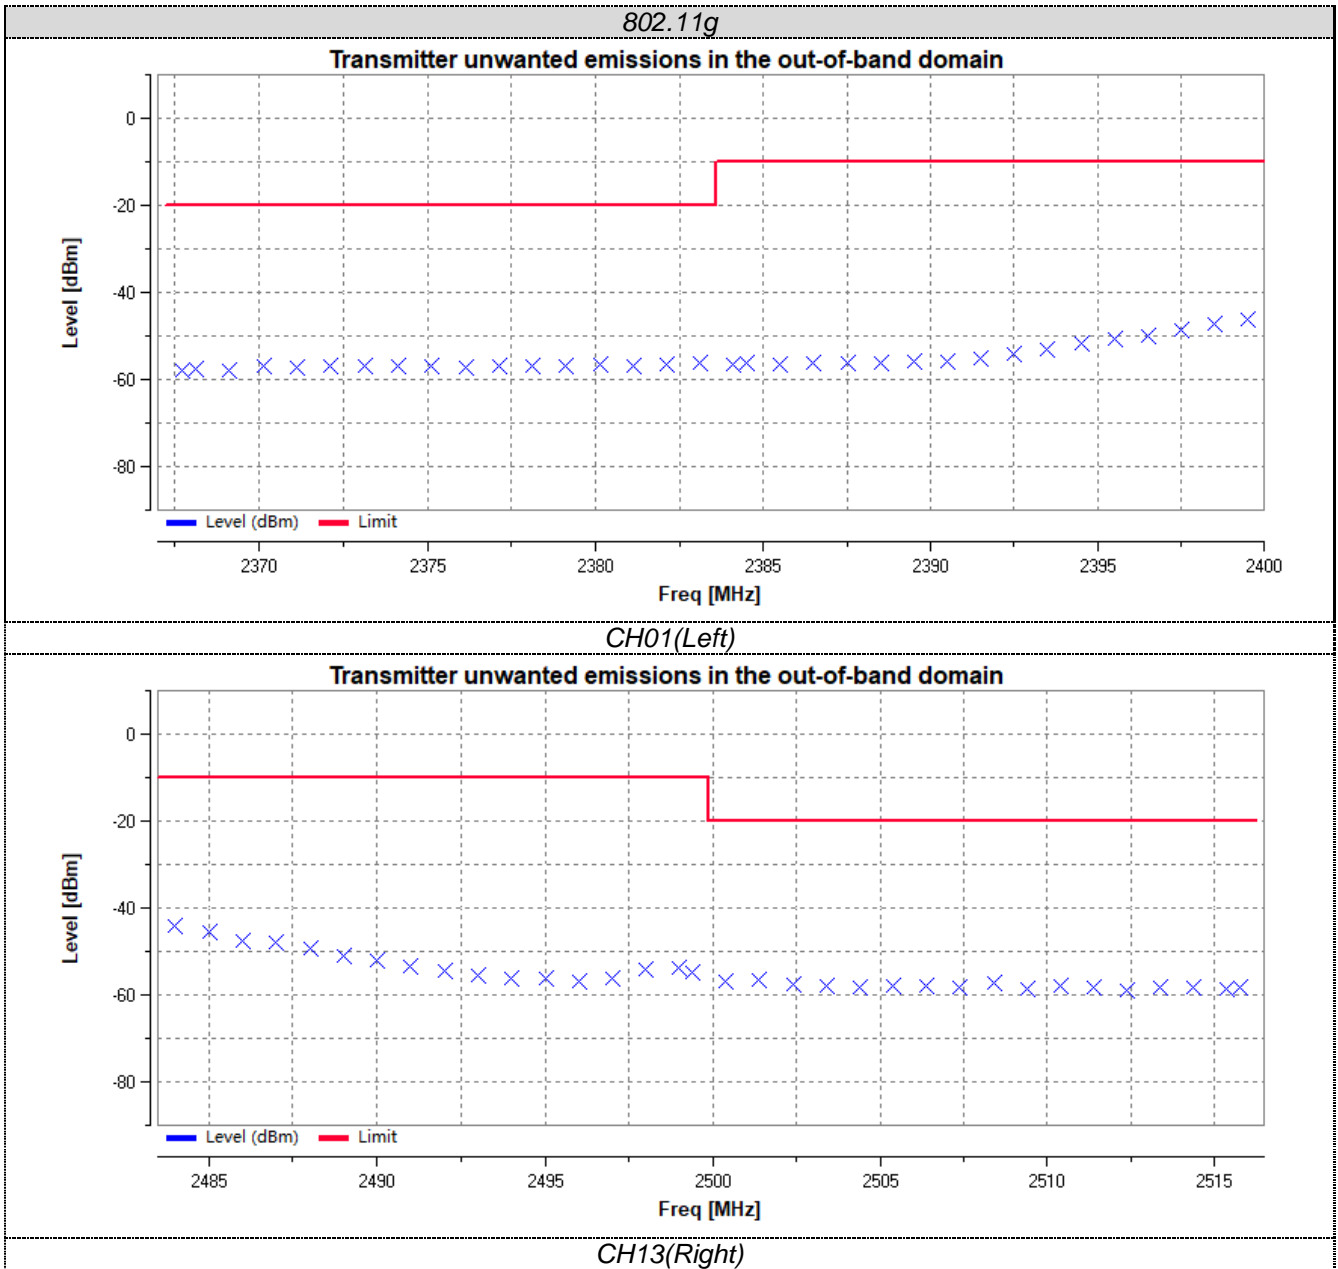 802.11g
Transmitter unwanted emissions in the out-of-band domain
0
-20
-40
-60
-80
Level [dBm]
Level (dBm) Limit
2370 2375 2380 2385 2390 2395 2400
Freq [MHz]
CH01(Left)
Transmitter unwanted emissions in the out-of-band domain
0
-20
-40
-60
-80
Level [dBm]
Level (dBm) Limit
2485 2490 2495 2500 2505 2510 2515
Freq [MHz]
CH13(Right)